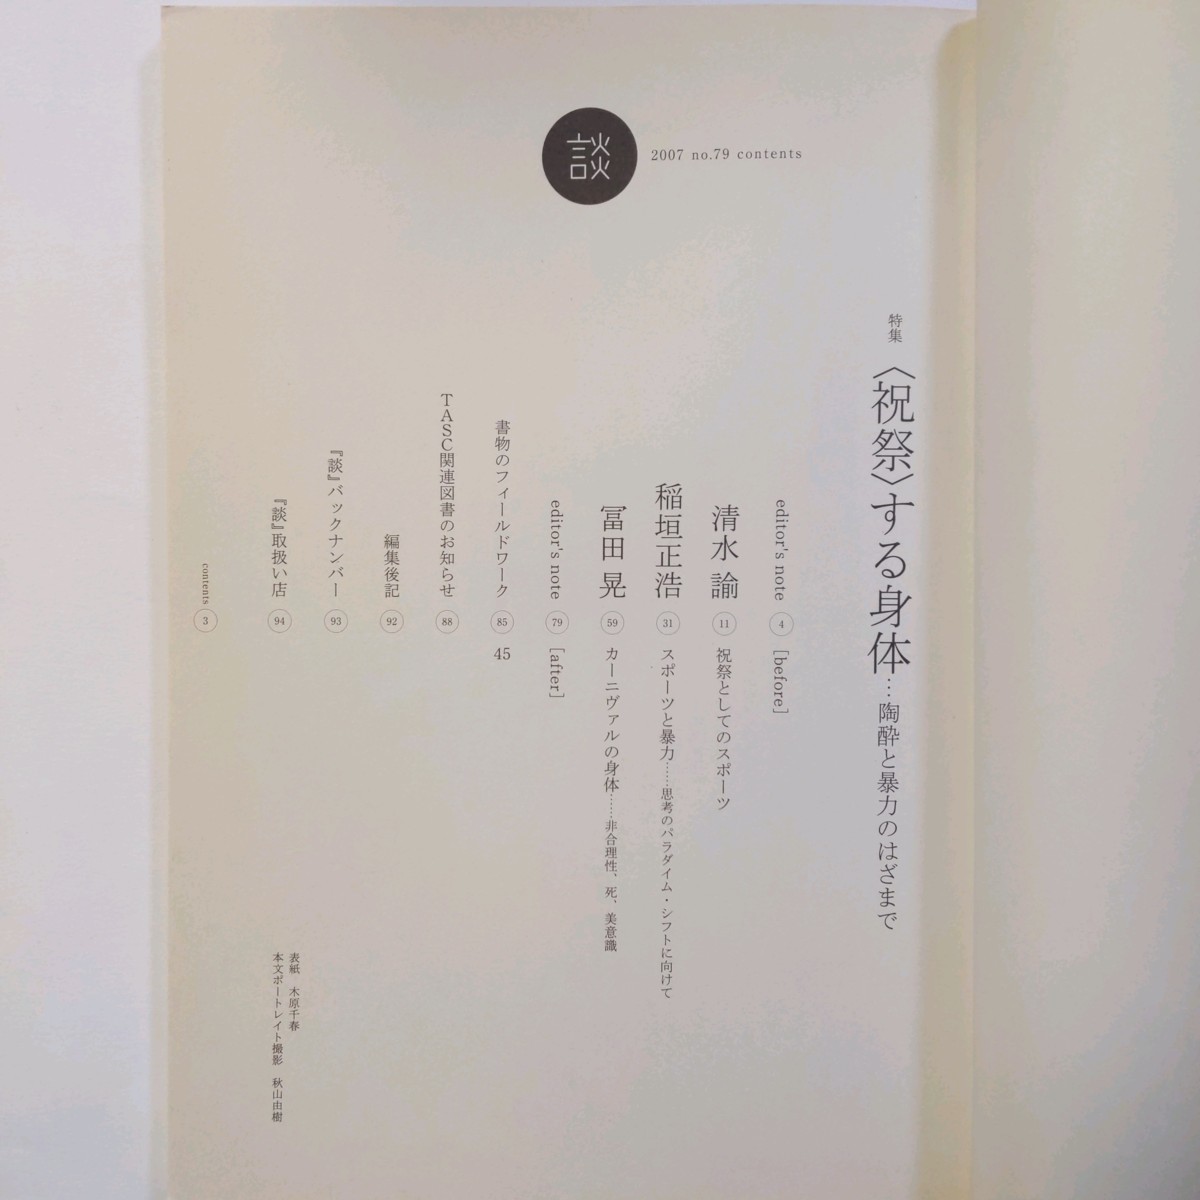 談
2007 no.79 contents
特集 〈祝祭〉する身体…陶酔と暴力のはざまで
editor's note 4 [before]
清水 諭 11 祝祭としてのスポーツ
稲垣正浩 31 スポーツと暴力……思考のパラダイム・シフトに向けて
冨田 晃 59 カーニヴァルの身体……非合理性、死、美意識
editor's note 79 [after]
書物のフィールドワーク 85 45
TASC関連図書のお知らせ 88
編集後記 92
『談』バックナンバー 93
『談』取扱い店 94
表紙 木原千春
本文ポートレイト撮影 秋山由樹
contents 3